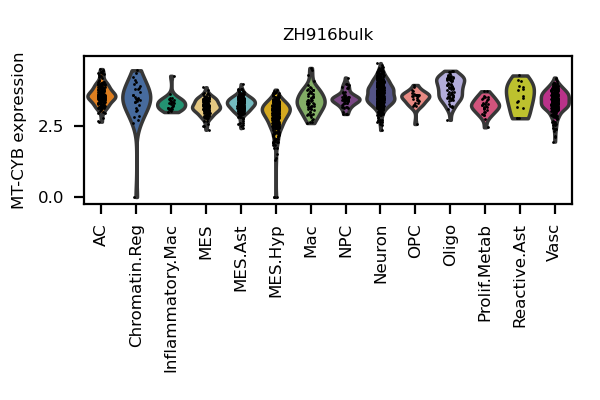 ZH916bulk
MT-CYB expression
2.5
0.0
AC
Chromatin.Reg
Inflammatory.Mac
MES
MES.Ast
MES.Hyp
Mac
NPC
Neuron
OPC
Oligo
Prolif.Metab
Reactive.Ast
Vasc